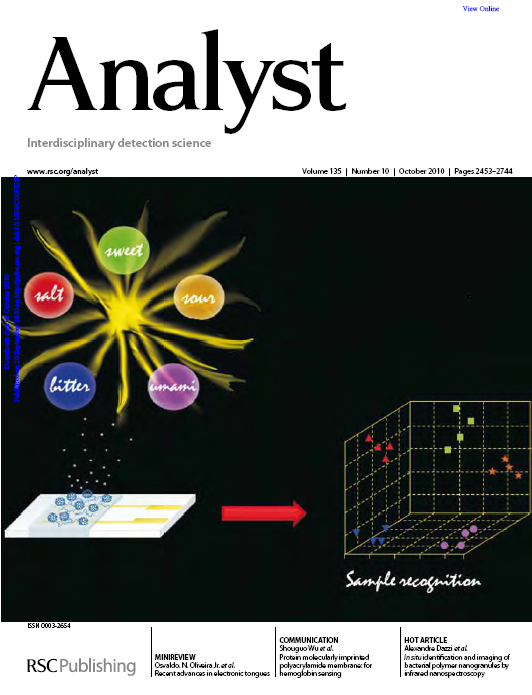 View Online
Analyst
Interdisciplinary detection science
www.rsc.org/analyst
Volume 135 | Number 10 | October 2010 | Pages 2453–2744
sweet
salt
sour
bitter
umami
Sample recognition
ISSN 0003-2654
RSCPublishing
MINIREVIEW
Osvaldo. N. Oliveira Jr. et al.
Recent advances in electronic tongues
COMMUNICATION
Shouguo Wu et al.
Protein molecularly imprinted
polyacrylamide membrane: for
hemoglobin sensing
HOT ARTICLE
Alexandre Dazzi et al.
In situ identification and imaging of
bacterial polymer nanogranules by
infrared nanospectroscopy